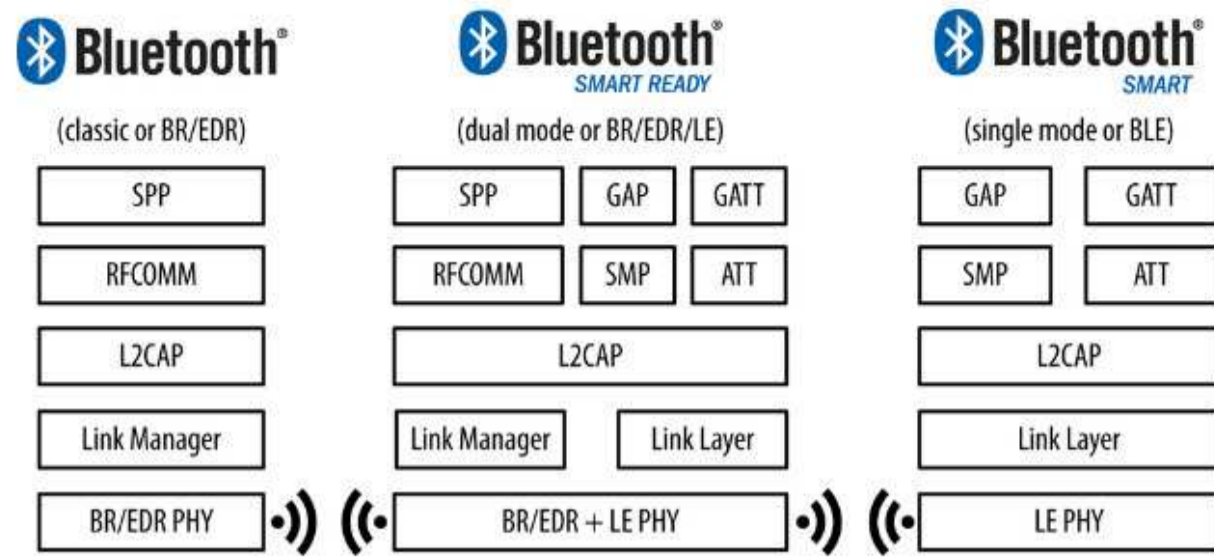 Bluetooth®
(classic or BR/EDR)
SPP
RFCOMM
L2CAP
Link Manager
BR/EDR PHY
Bluetooth®
SMART READY
(dual mode or BR/EDR/LE)
SPP GAP GATT
RFCOMM SMP ATT
L2CAP
Link Manager Link Layer
BR/EDR + LE PHY
Bluetooth®
SMART
(single mode or BLE)
GAP GATT
SMP ATT
L2CAP
Link Layer
LE PHY